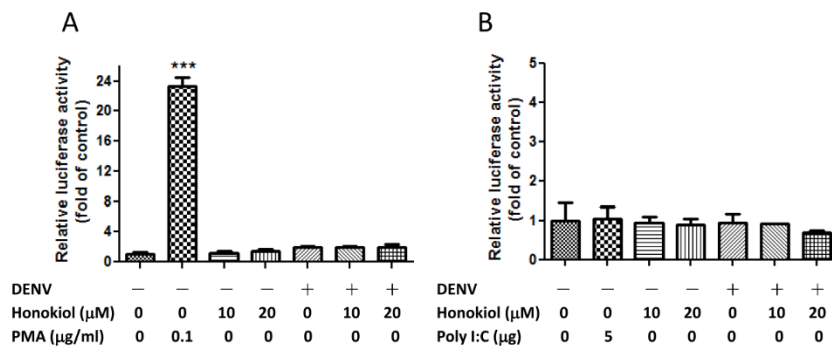 A
Relative luciferase activity
(fold of control)
24
20
16
12
8
4
2
0
***
DENV — — — — + + +
Honokiol (μM) 0 0 10 20 0 10 20
PMA (μg/ml) 0 0.1 0 0 0 0 0
B
Relative luciferase activity
(fold of control)
5
4
3
2
1
0
DENV — — — — + + +
Honokiol (μM) 0 0 10 20 0 10 20
Poly I:C (μg) 0 5 0 0 0 0 0